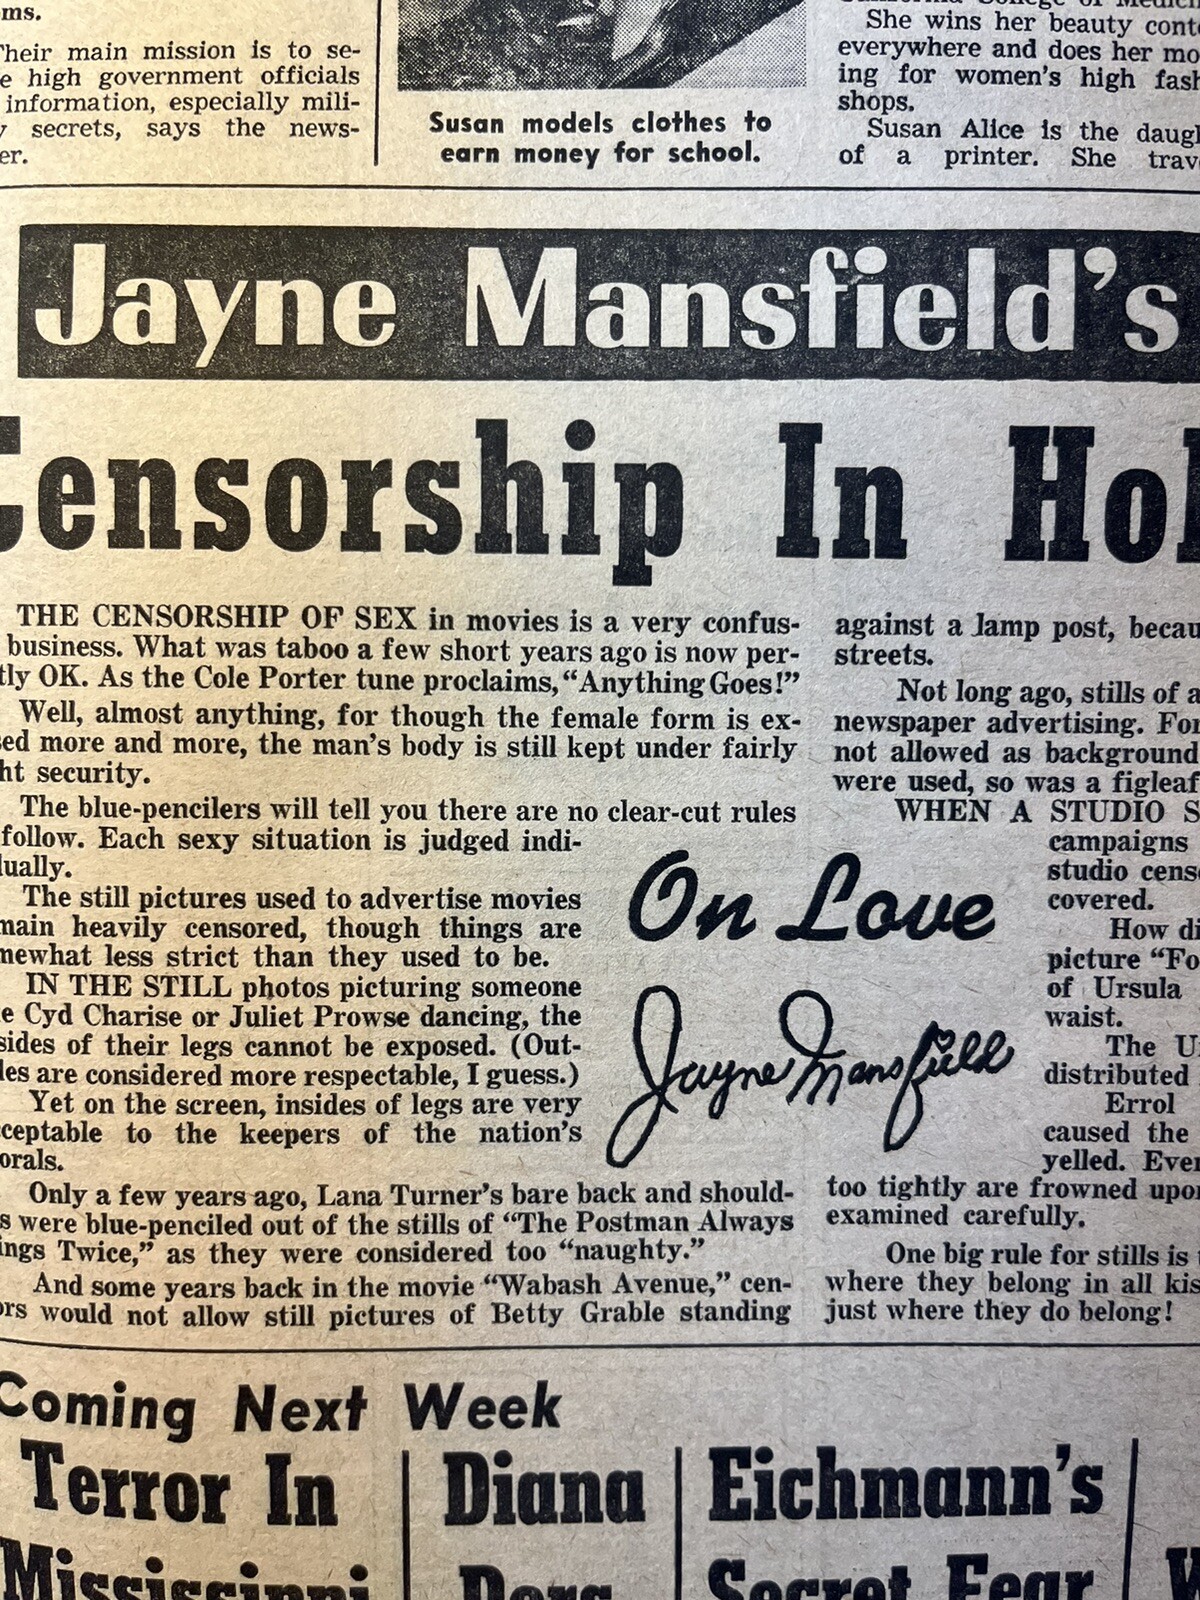 ms.
Their main mission is to se-
e high government officials
information, especially mili-
y secrets, says the news-
er.
Susan models clothes to
earn money for school.
She wins her beauty cont
everywhere and does her mo
ing for women's high fash
shops.
Susan Alice is the daugh
of a printer. She trav
Jayne Mansfield's
Censorship In Hol
THE CENSORSHIP OF SEX in movies is a very confus-
business. What was taboo a few short years ago is now per-
tly OK. As the Cole Porter tune proclaims, "Anything Goes!"
Well, almost anything, for though the female form is ex-
sed more and more, the man's body is still kept under fairly
ht security.
The blue-pencilers will tell you there are no clear-cut rules
follow. Each sexy situation is judged indi-
dually.
The still pictures used to advertise movies
main heavily censored, though things are
mewhat less strict than they used to be.
IN THE STILL photos picturing someone
e Cyd Charise or Juliet Prowse dancing, the
sides of their legs cannot be exposed. (Out-
des are considered more respectable, I guess.)
Yet on the screen, insides of legs are very
ceptable to the keepers of the nation's
orals.
Only a few years ago, Lana Turner's bare back and should-
s were blue-penciled out of the stills of "The Postman Always
ings Twice," as they were considered too "naughty."
And some years back in the movie "Wabash Avenue," cen-
ors would not allow still pictures of Betty Grable standing
On Love
Jayne Mansfield
against a lamp post, becau
streets.
Not long ago, stills of a
newspaper advertising. For
not allowed as background
were used, so was a figleaf
WHEN A STUDIO S
campaigns
studio cens
covered.
How di
picture "Fo
of Ursula
waist.
The U
distributed
Errol
caused the
yelled. Ever
too tightly are frowned upon
examined carefully.
One big rule for stills is t
where they belong in all kis
just where they do belong!
Coming Next Week
Terror In
Mississippi
Diana
Dors
Eichmann's
Secret Fear